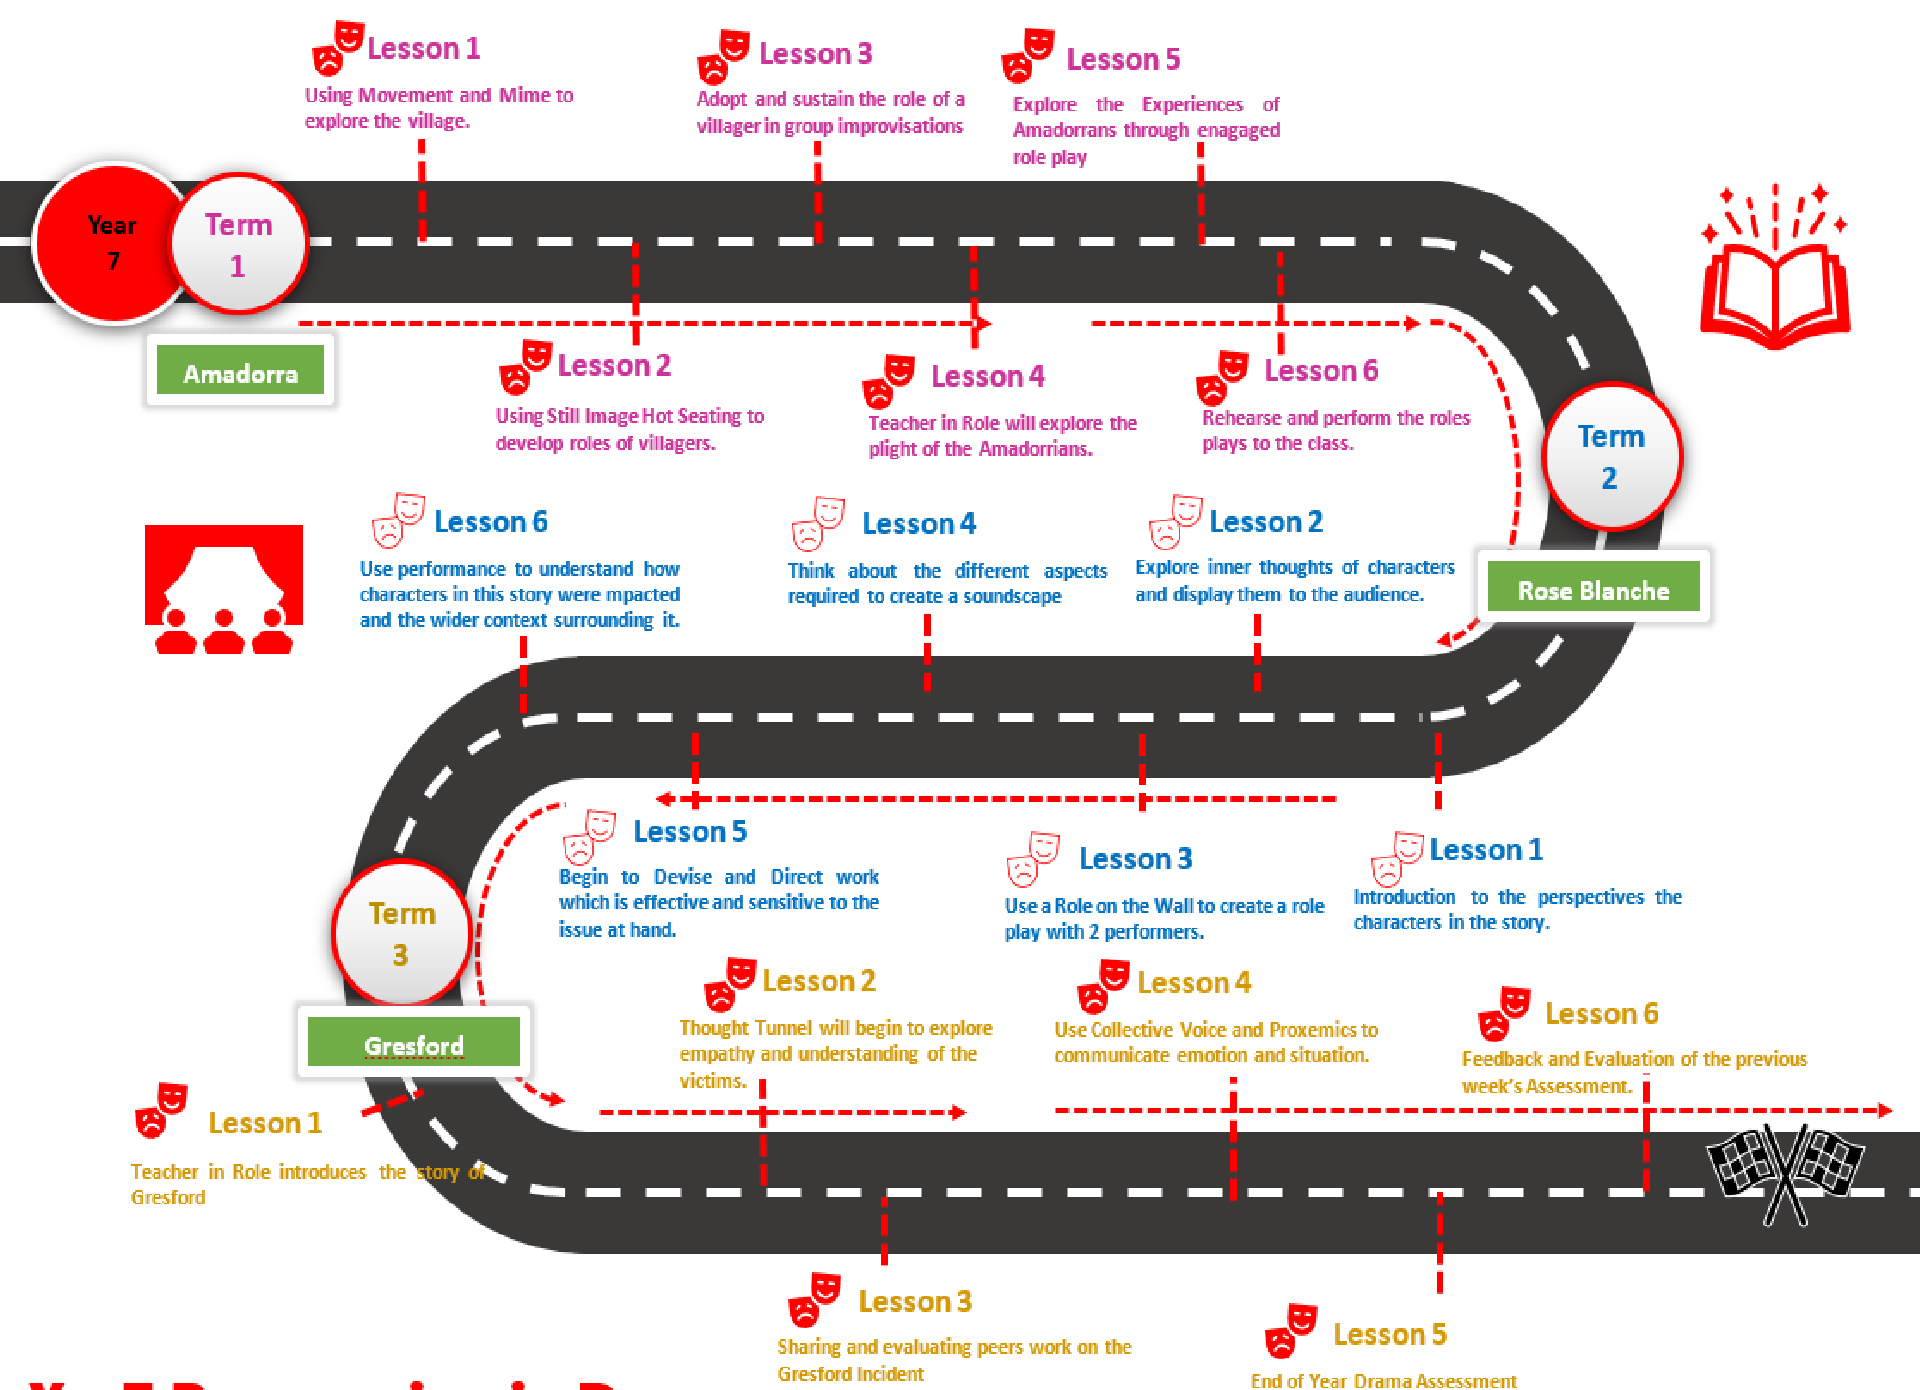 Lesson 1
Using Movement and Mime to
explore the village.
Lesson 3
Adopt and sustain the role of a
villager in group improvisations
Lesson 5
Explore the Experiences of
Amadorrans through enagaged
role play
Year
7
Term
1
Amadorra
Lesson 2
Using Still Image Hot Seating to
develop roles of villagers.
Lesson 4
Teacher in Role will explore the
plight of the Amadorrians.
Lesson 6
Rehearse and perform the roles
plays to the class.
Term
2
Rose Blanche
Lesson 6
Use performance to understand how
characters in this story were mpacted
and the wider context surrounding it.
Lesson 4
Think about the different aspects
required to create a soundscape
Lesson 2
Explore inner thoughts of characters
and display them to the audience.
Lesson 5
Begin to Devise and Direct work
which is effective and sensitive to the
issue at hand.
Lesson 3
Use a Role on the Wall to create a role
play with 2 performers.
Lesson 1
Introduction to the perspectives the
characters in the story.
Term
3
Gresford
Lesson 1
Teacher in Role introduces the story of
Gresford
Lesson 2
Thought Tunnel will begin to explore
empathy and understanding of the
victims.
Lesson 4
Use Collective Voice and Proxemics to
communicate emotion and situation.
Lesson 6
Feedback and Evaluation of the previous
week's Assessment.
Lesson 3
Sharing and evaluating peers work on the
Gresford Incident
Lesson 5
End of Year Drama Assessment